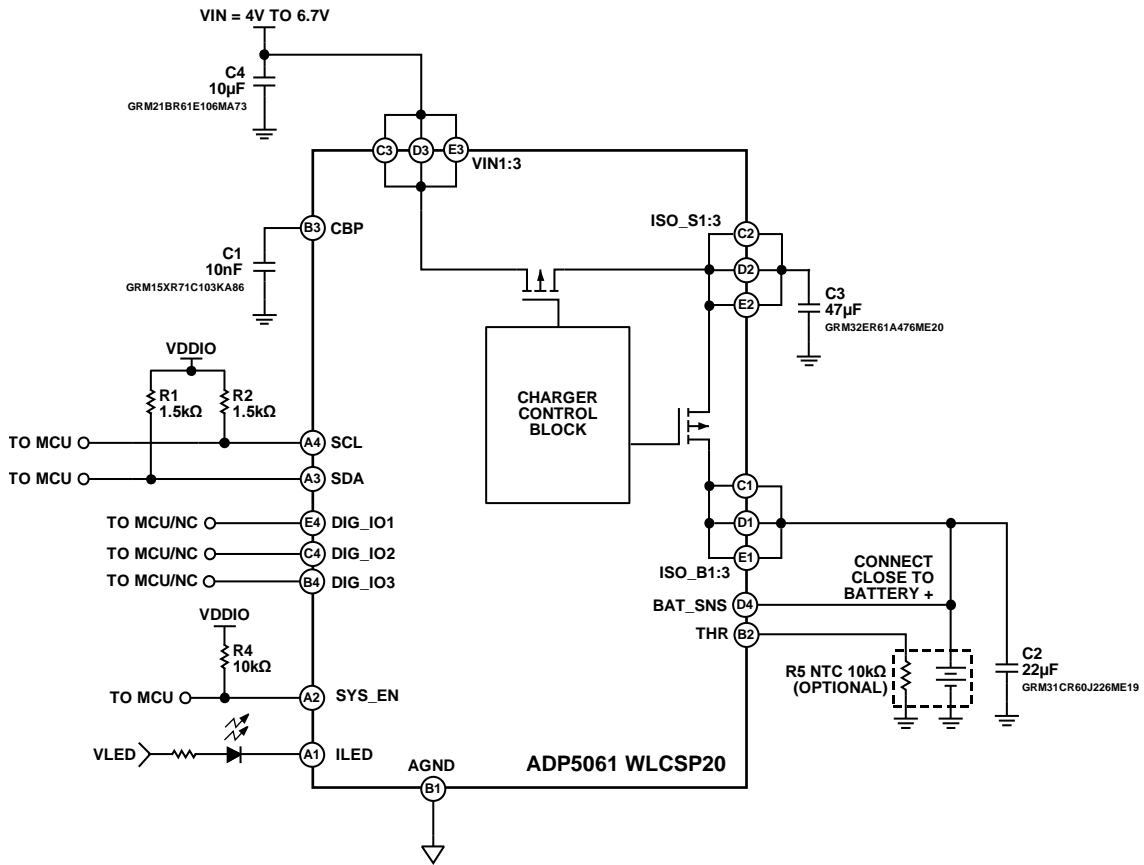 VIN = 4V TO 6.7V
C4
10µF
GRM21BR61E106MA73
C3
D3
E3
VIN1:3
B3
CBP
C1
10nF
GRM15XR71C103KA86
ISO_S1:3
C2
D2
E2
C3
47µF
GRM32ER61A476ME20
VDDIO
R1
1.5kΩ
R2
1.5kΩ
CHARGER
CONTROL
BLOCK
TO MCU
A4
SCL
TO MCU
A3
SDA
TO MCU/NC
E4
DIG_IO1
TO MCU/NC
C4
DIG_IO2
TO MCU/NC
B4
DIG_IO3
C1
D1
E1
ISO_B1:3
CONNECT
CLOSE TO
BATTERY +
BAT_SNS
D4
THR
B2
VDDIO
R4
10kΩ
R5 NTC 10kΩ
(OPTIONAL)
C2
22µF
GRM31CR60J226ME19
TO MCU
A2
SYS_EN
VLED
A1
ILED
AGND
B1
ADP5061 WLCSP20